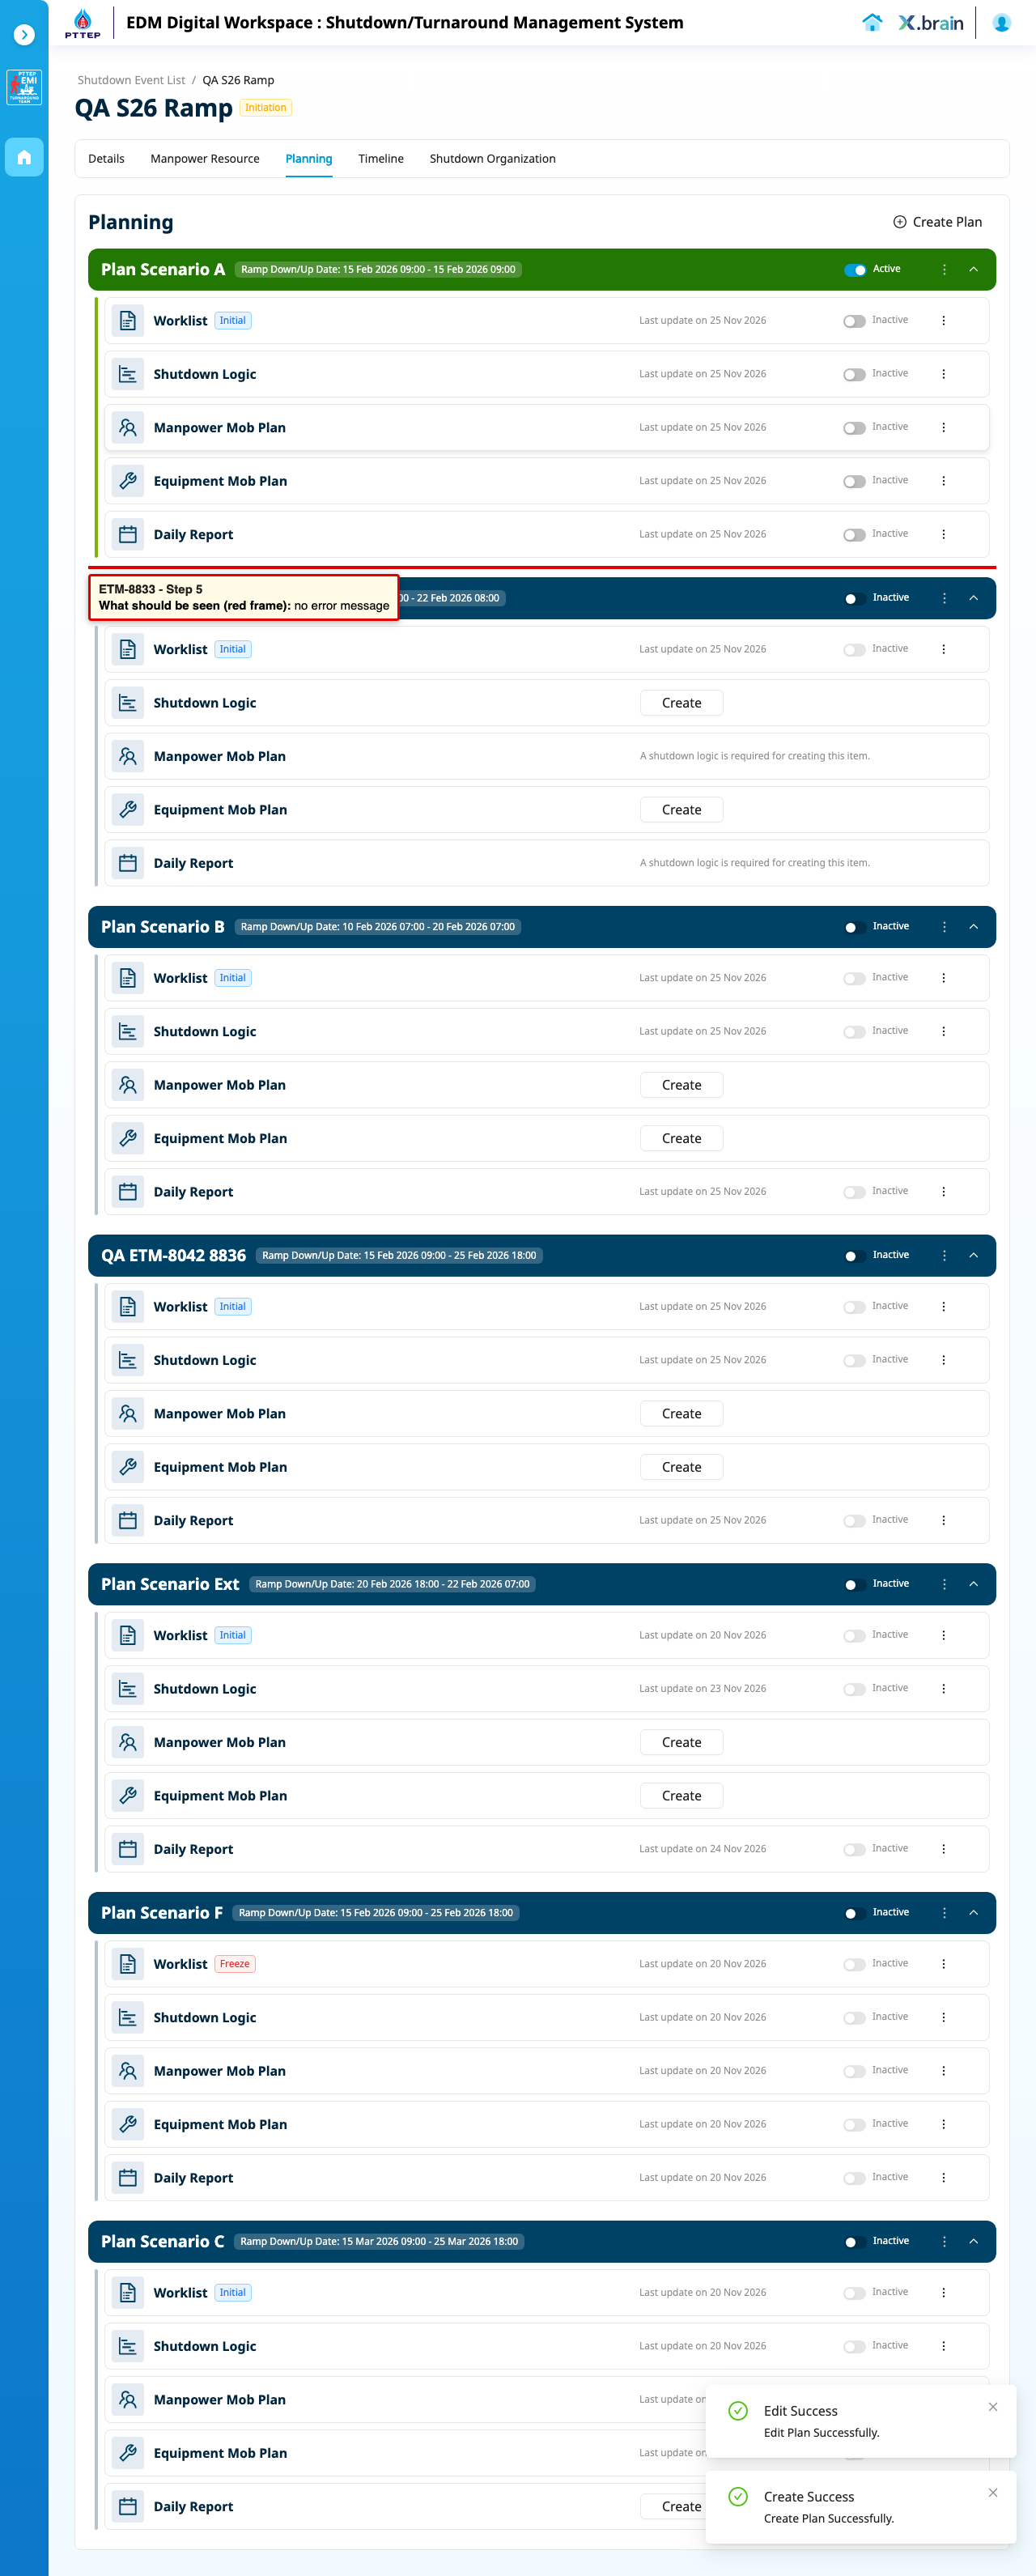 EDM Digital Workspace : Shutdown/Turnaround Management System
X.brain
PTTEP
PTTEP
EMI
TURNAROUND
TEAM
Shutdown Event List / QA S26 Ramp
QA S26 Ramp Initiation
Details Manpower Resource Planning Timeline Shutdown Organization
Planning Create Plan
Plan Scenario A Ramp Down/Up Date: 15 Feb 2026 09:00 - 15 Feb 2026 09:00 Active
Worklist Initial Last update on 25 Nov 2026 Inactive
Shutdown Logic Last update on 25 Nov 2026 Inactive
Manpower Mob Plan Last update on 25 Nov 2026 Inactive
Equipment Mob Plan Last update on 25 Nov 2026 Inactive
Daily Report Last update on 25 Nov 2026 Inactive
ETM-8833 - Step 5
What should be seen (red frame): no error message
00 - 22 Feb 2026 08:00 Inactive
Worklist Initial Last update on 25 Nov 2026 Inactive
Shutdown Logic Create
Manpower Mob Plan A shutdown logic is required for creating this item.
Equipment Mob Plan Create
Daily Report A shutdown logic is required for creating this item.
Plan Scenario B Ramp Down/Up Date: 10 Feb 2026 07:00 - 20 Feb 2026 07:00 Inactive
Worklist Initial Last update on 25 Nov 2026 Inactive
Shutdown Logic Last update on 25 Nov 2026 Inactive
Manpower Mob Plan Create
Equipment Mob Plan Create
Daily Report Last update on 25 Nov 2026 Inactive
QA ETM-8042 8836 Ramp Down/Up Date: 15 Feb 2026 09:00 - 25 Feb 2026 18:00 Inactive
Worklist Initial Last update on 25 Nov 2026 Inactive
Shutdown Logic Last update on 25 Nov 2026 Inactive
Manpower Mob Plan Create
Equipment Mob Plan Create
Daily Report Last update on 25 Nov 2026 Inactive
Plan Scenario Ext Ramp Down/Up Date: 20 Feb 2026 18:00 - 22 Feb 2026 07:00 Inactive
Worklist Initial Last update on 20 Nov 2026 Inactive
Shutdown Logic Last update on 23 Nov 2026 Inactive
Manpower Mob Plan Create
Equipment Mob Plan Create
Daily Report Last update on 24 Nov 2026 Inactive
Plan Scenario F Ramp Down/Up Date: 15 Feb 2026 09:00 - 25 Feb 2026 18:00 Inactive
Worklist Freeze Last update on 20 Nov 2026 Inactive
Shutdown Logic Last update on 20 Nov 2026 Inactive
Manpower Mob Plan Last update on 20 Nov 2026 Inactive
Equipment Mob Plan Last update on 20 Nov 2026 Inactive
Daily Report Last update on 20 Nov 2026 Inactive
Plan Scenario C Ramp Down/Up Date: 15 Mar 2026 09:00 - 25 Mar 2026 18:00 Inactive
Worklist Initial Last update on 20 Nov 2026 Inactive
Shutdown Logic Last update on 20 Nov 2026 Inactive
Manpower Mob Plan Last update on
Equipment Mob Plan Last update on
Daily Report Create
Edit Success
Edit Plan Successfully.
Create Success
Create Plan Successfully.